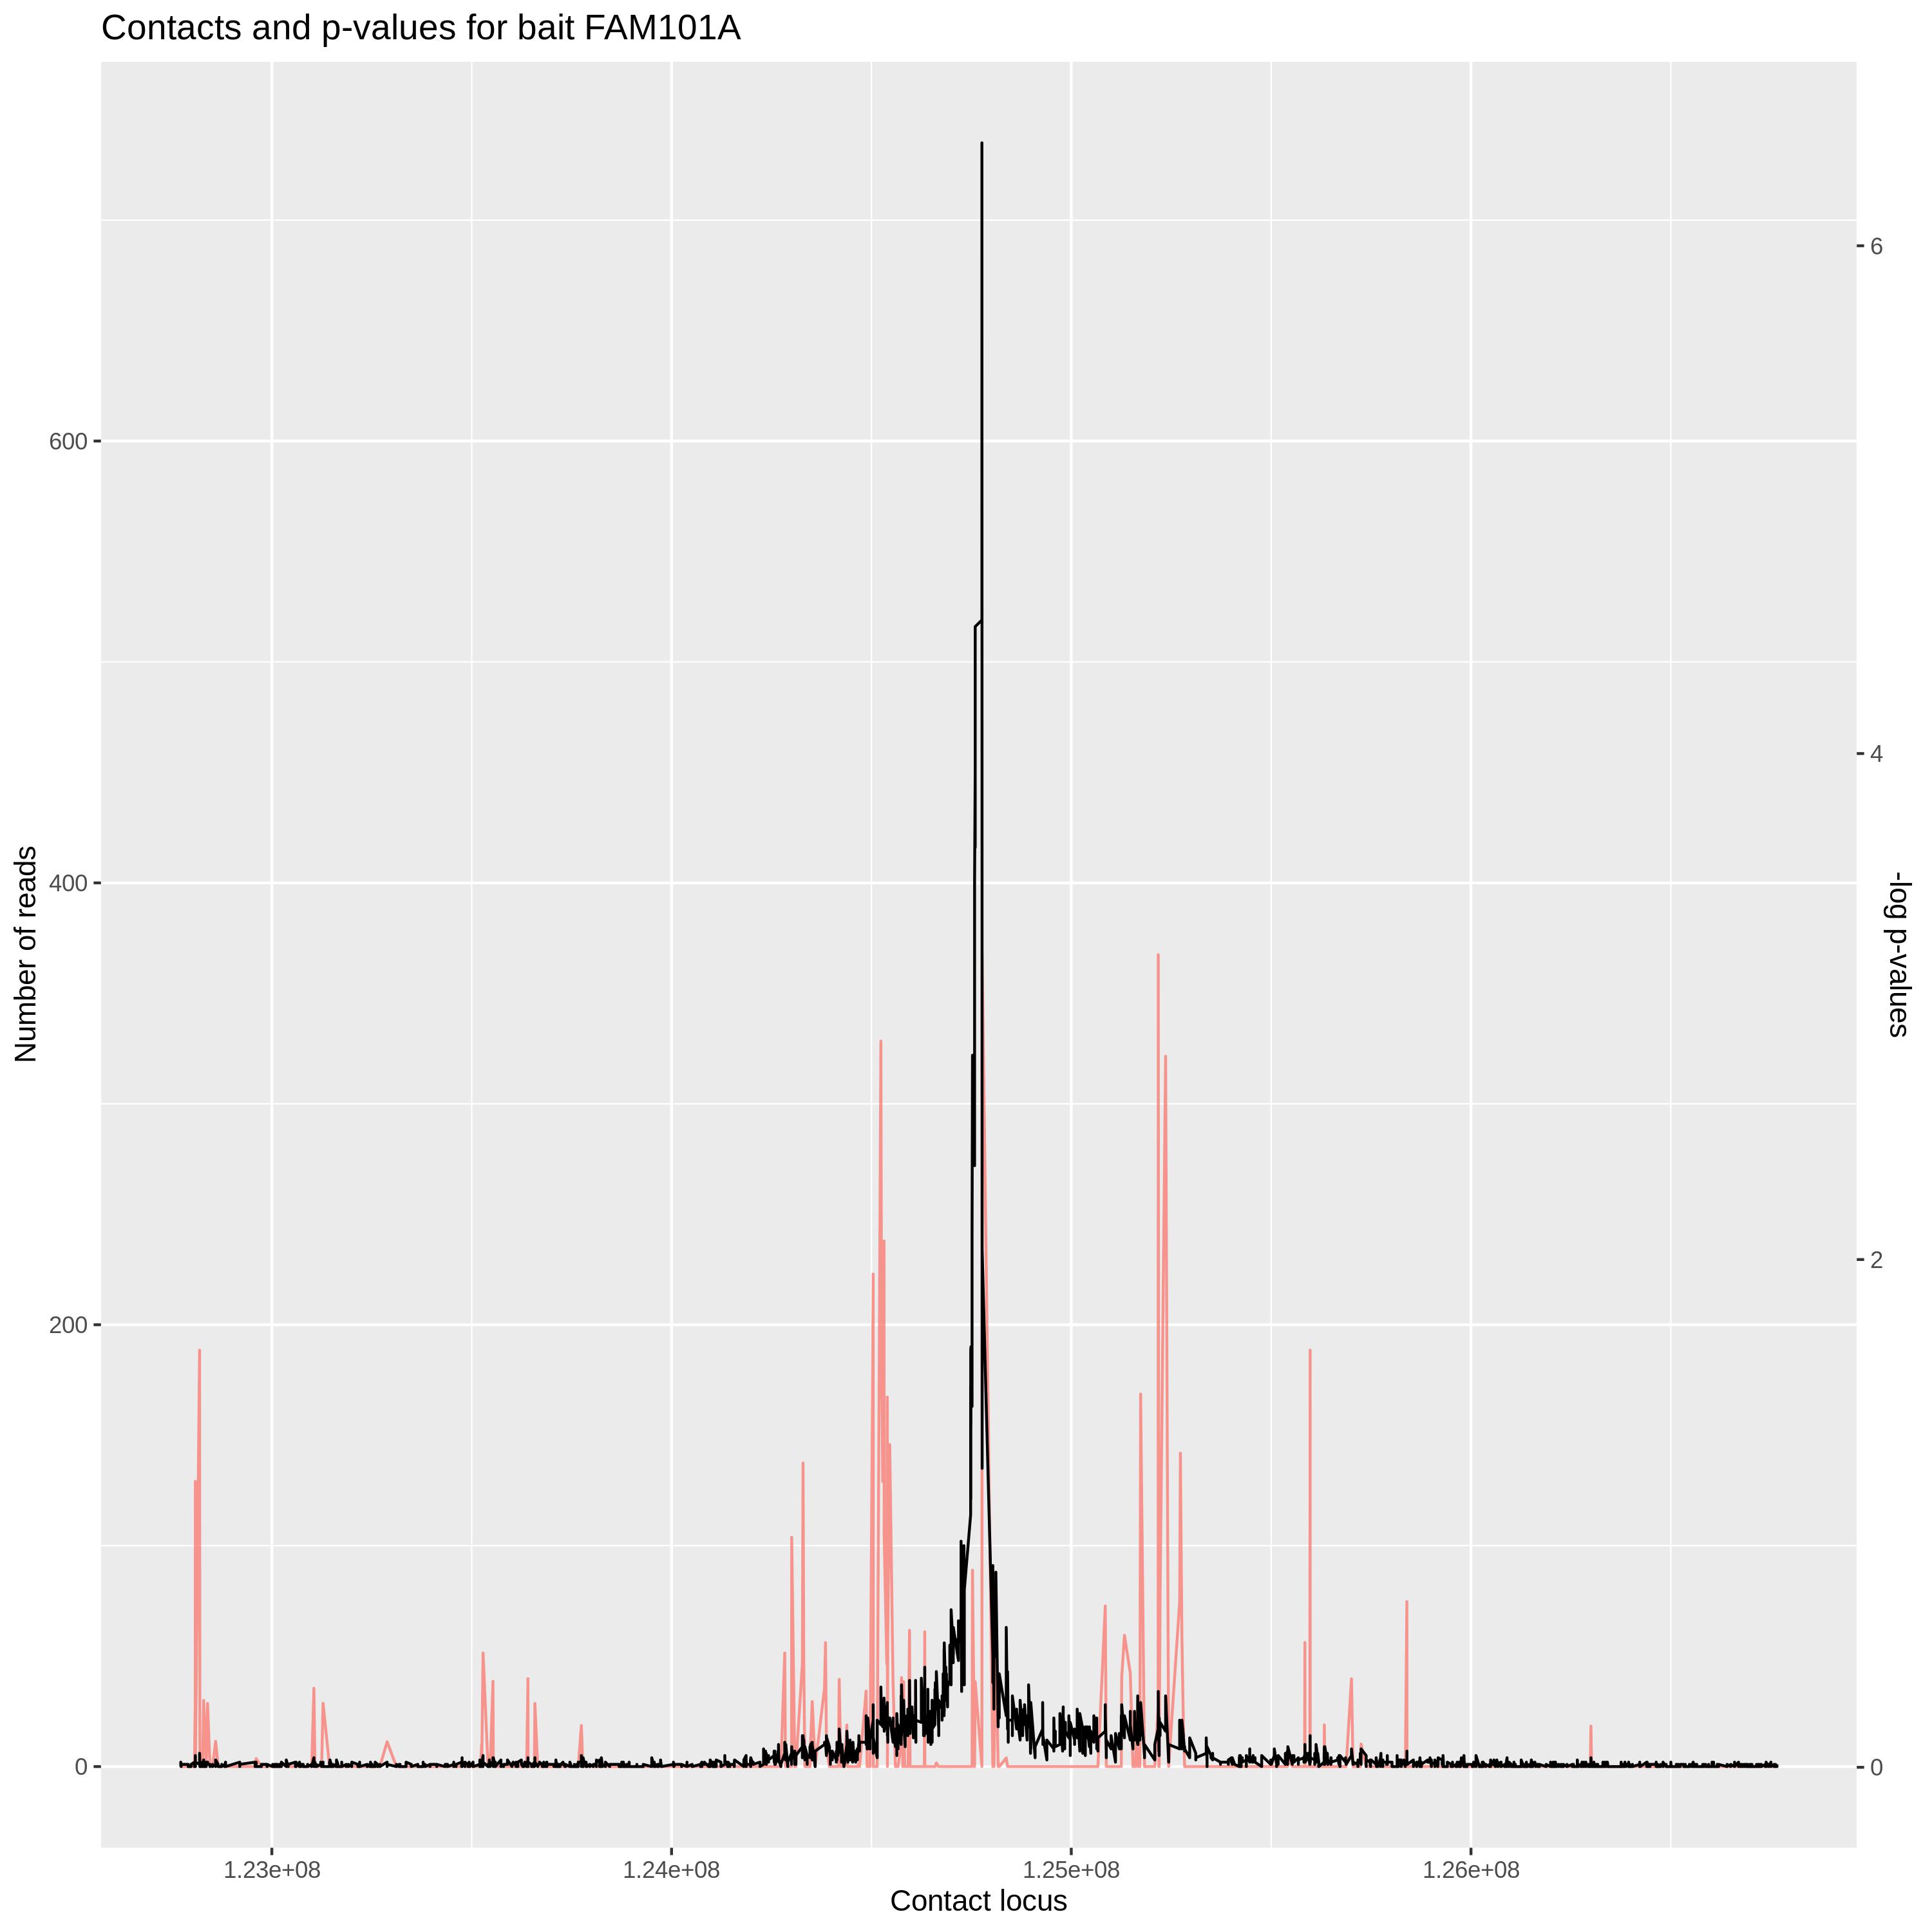 Contacts and p-values for bait FAM101A
6
600
4
400
Number of reads
-log p-values
2
200
0
0
1.23e+08
1.24e+08
1.25e+08
1.26e+08
Contact locus